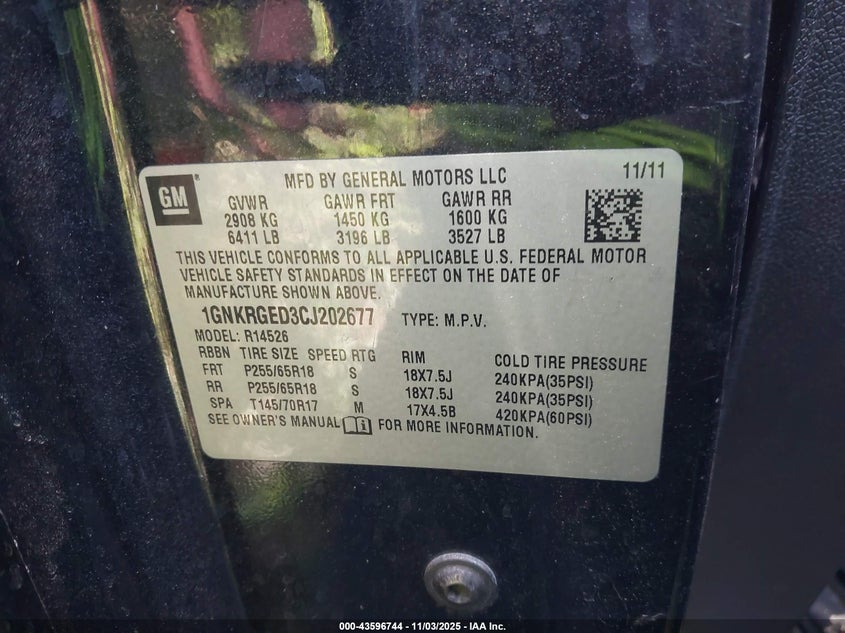 GM ®
MFD BY GENERAL MOTORS LLC 11/11
GVWR GAWR FRT GAWR RR
2908 KG 1450 KG 1600 KG
6411 LB 3196 LB 3527 LB
THIS VEHICLE CONFORMS TO ALL APPLICABLE U.S. FEDERAL MOTOR
VEHICLE SAFETY STANDARDS IN EFFECT ON THE DATE OF
MANUFACTURE SHOWN ABOVE.
1GNKRGED3CJ202677 TYPE: M.P.V.
MODEL: R14526
RBBN TIRE SIZE SPEED RTG RIM COLD TIRE PRESSURE
FRT P255/65R18 S 18X7.5J 240KPA(35PSI)
RR P255/65R18 S 18X7.5J 240KPA(35PSI)
SPA T145/70R17 M 17X4.5B 420KPA(60PSI)
SEE OWNER'S MANUAL FOR MORE INFORMATION.
000-43596744 - 11/03/2025 - IAA Inc.